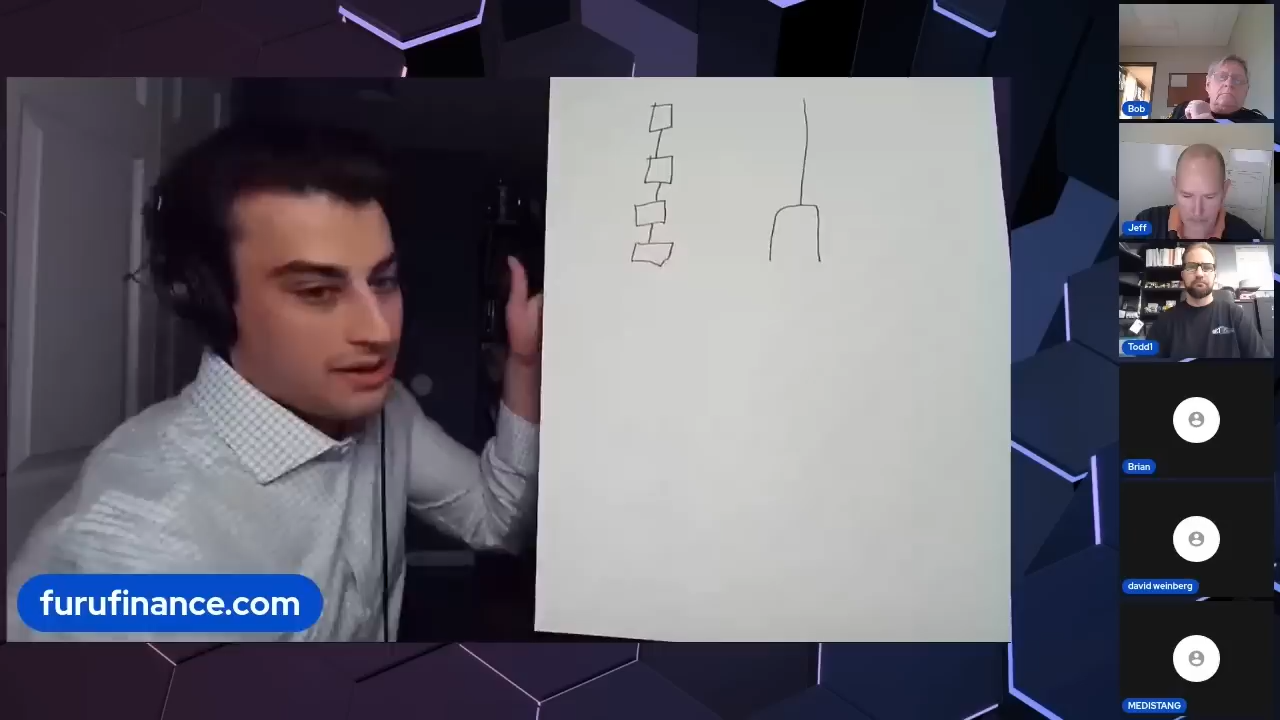 furufinance.com
Bob
Jeff
Todd1
Brian
david weinberg
MEDISTANG